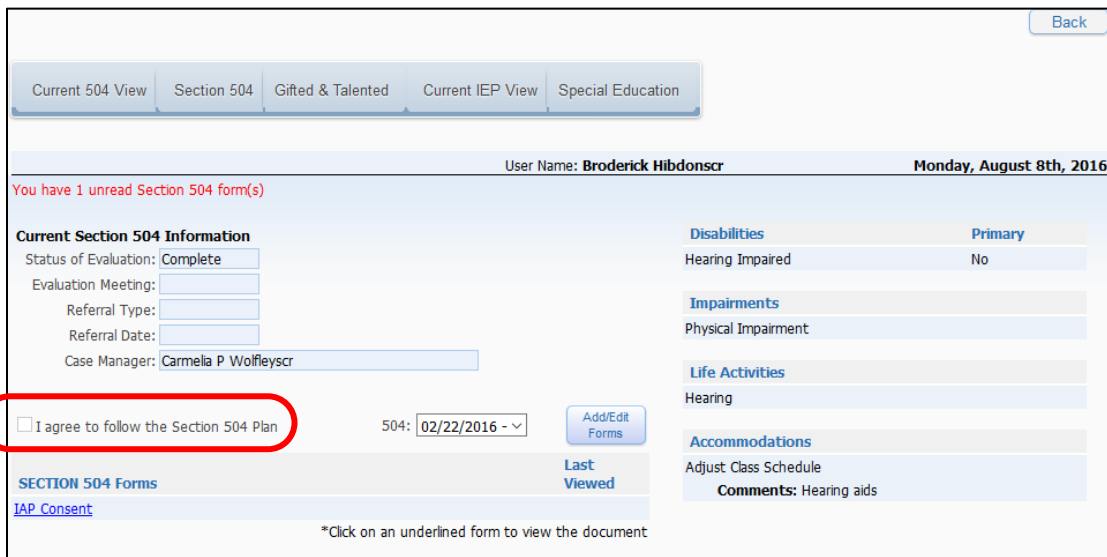 Back
Current 504 View Section 504 Gifted & Talented Current IEP View Special Education
User Name: Broderick Hibdonscr Monday, August 8th, 2016
You have 1 unread Section 504 form(s)
Current Section 504 Information
Status of Evaluation: Complete
Evaluation Meeting:
Referral Type:
Referral Date:
Case Manager: Carmelia P Wolfleyscr
I agree to follow the Section 504 Plan 504: 02/22/2016 - Add/Edit Forms
SECTION 504 Forms Last Viewed
IAP Consent
*Click on an underlined form to view the document
Disabilities Primary
Hearing Impaired No
Impairments
Physical Impairment
Life Activities
Hearing
Accommodations
Adjust Class Schedule
Comments: Hearing aids